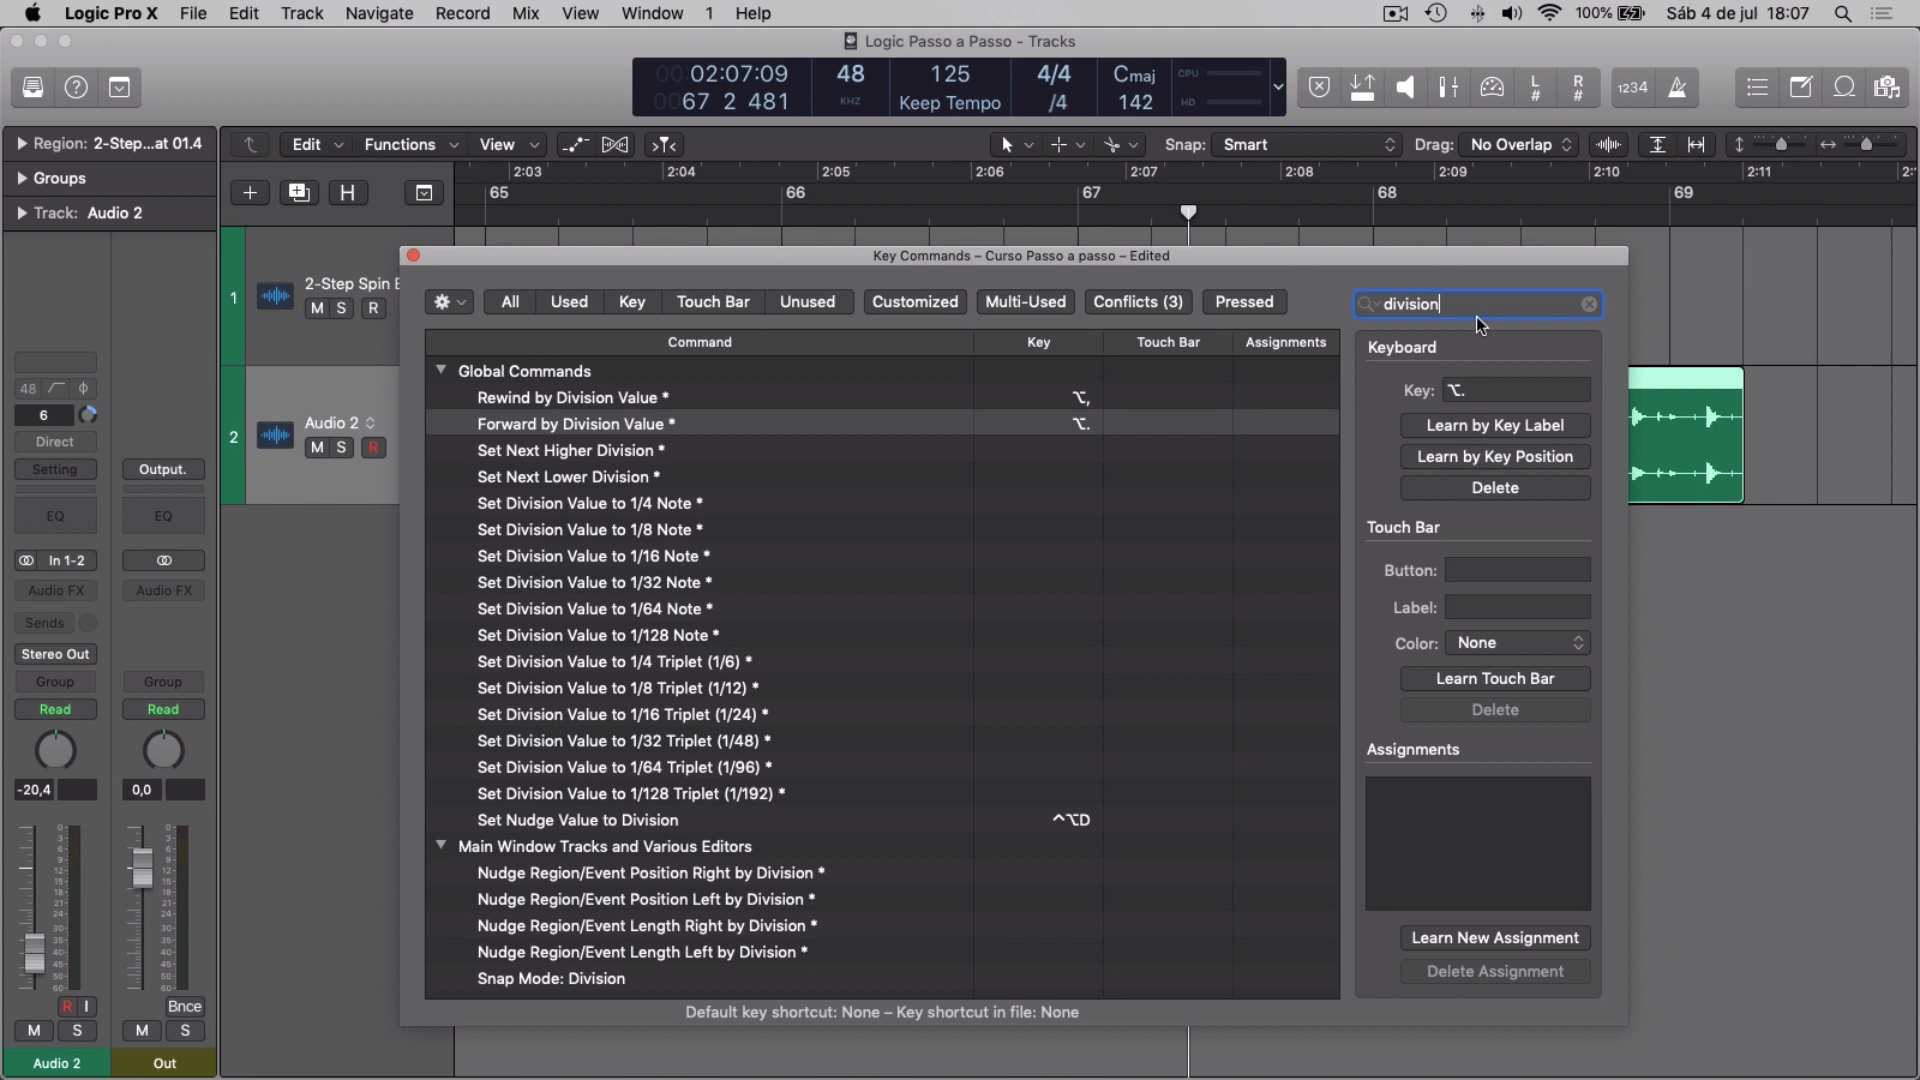 Logic Pro X File Edit Track Navigate Record Mix View Window 1 Help 100% Sáb 4 de jul 18:07
Logic Passo a Passo - Tracks
00 02:07:09 48 125 4/4 Cmaj CPU
0067 2 481 KHZ Keep Tempo /4 142 HD
L # R # 1234
Region: 2-Step...at 01.4
Edit Functions View Snap: Smart Drag: No Overlap
Groups
Track: Audio 2
H
2:03 2:04 2:05 2:06 2:07 2:08 2:09 2:10 2:11
65 66 67 68 69
1
2-Step Spin
M S R
2
Audio 2
M S R
Key Commands – Curso Passo a passo – Edited
All Used Key Touch Bar Unused Customized Multi-Used Conflicts (3) Pressed
division
Command Key Touch Bar Assignments
Global Commands
Rewind by Division Value * ⌥,
Forward by Division Value * ⌥.
Set Next Higher Division *
Set Next Lower Division *
Set Division Value to 1/4 Note *
Set Division Value to 1/8 Note *
Set Division Value to 1/16 Note *
Set Division Value to 1/32 Note *
Set Division Value to 1/64 Note *
Set Division Value to 1/128 Note *
Set Division Value to 1/4 Triplet (1/6) *
Set Division Value to 1/8 Triplet (1/12) *
Set Division Value to 1/16 Triplet (1/24) *
Set Division Value to 1/32 Triplet (1/48) *
Set Division Value to 1/64 Triplet (1/96) *
Set Division Value to 1/128 Triplet (1/192) *
Set Nudge Value to Division ^⌥D
Main Window Tracks and Various Editors
Nudge Region/Event Position Right by Division *
Nudge Region/Event Position Left by Division *
Nudge Region/Event Length Right by Division *
Nudge Region/Event Length Left by Division *
Snap Mode: Division
Default key shortcut: None – Key shortcut in file: None
Keyboard
Key: ⌥.
Learn by Key Label
Learn by Key Position
Delete
Touch Bar
Button:
Label:
Color: None
Learn Touch Bar
Delete
Assignments
Learn New Assignment
Delete Assignment
48
6
Direct
Setting Output.
EQ EQ
In 1-2
Audio FX Audio FX
Sends
Stereo Out
Group Group
Read Read
-20,4 0,0
R I Bnce
M S M S
Audio 2 Out